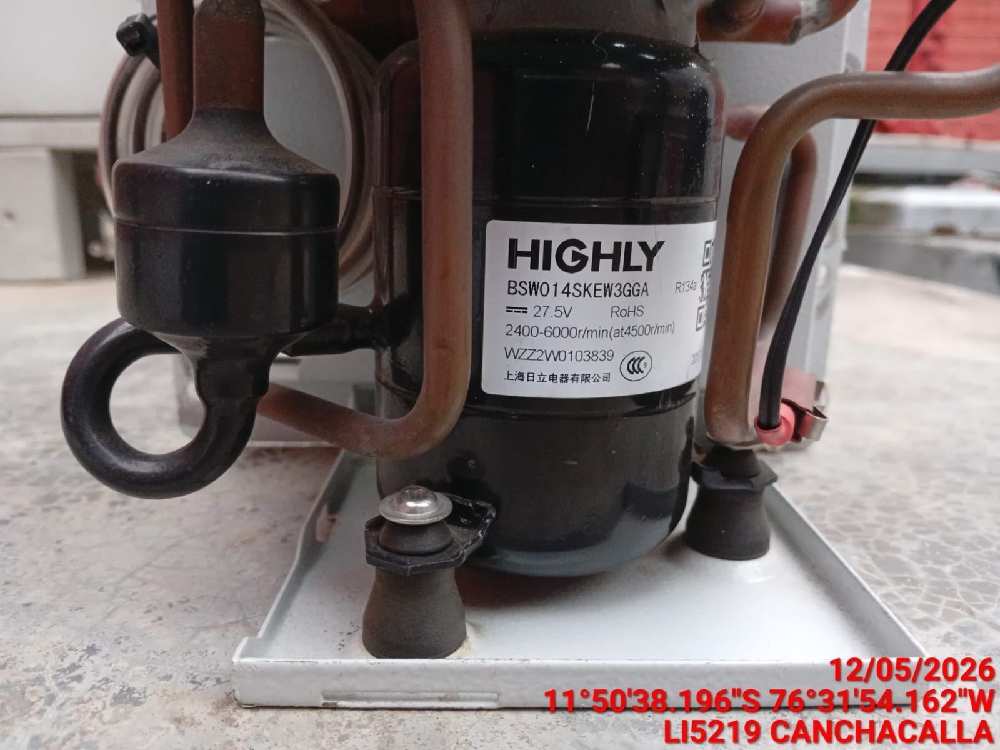 HIGHLY
BSW014SKEW3GGA R134a
27.5V RoHS
2400-6000r/min(at4500r/min)
WZZ2W0103839
上海日立电器有限公司
12/05/2026
11°50'38.196"S 76°31'54.162"W
LI5219 CANCHACALLA